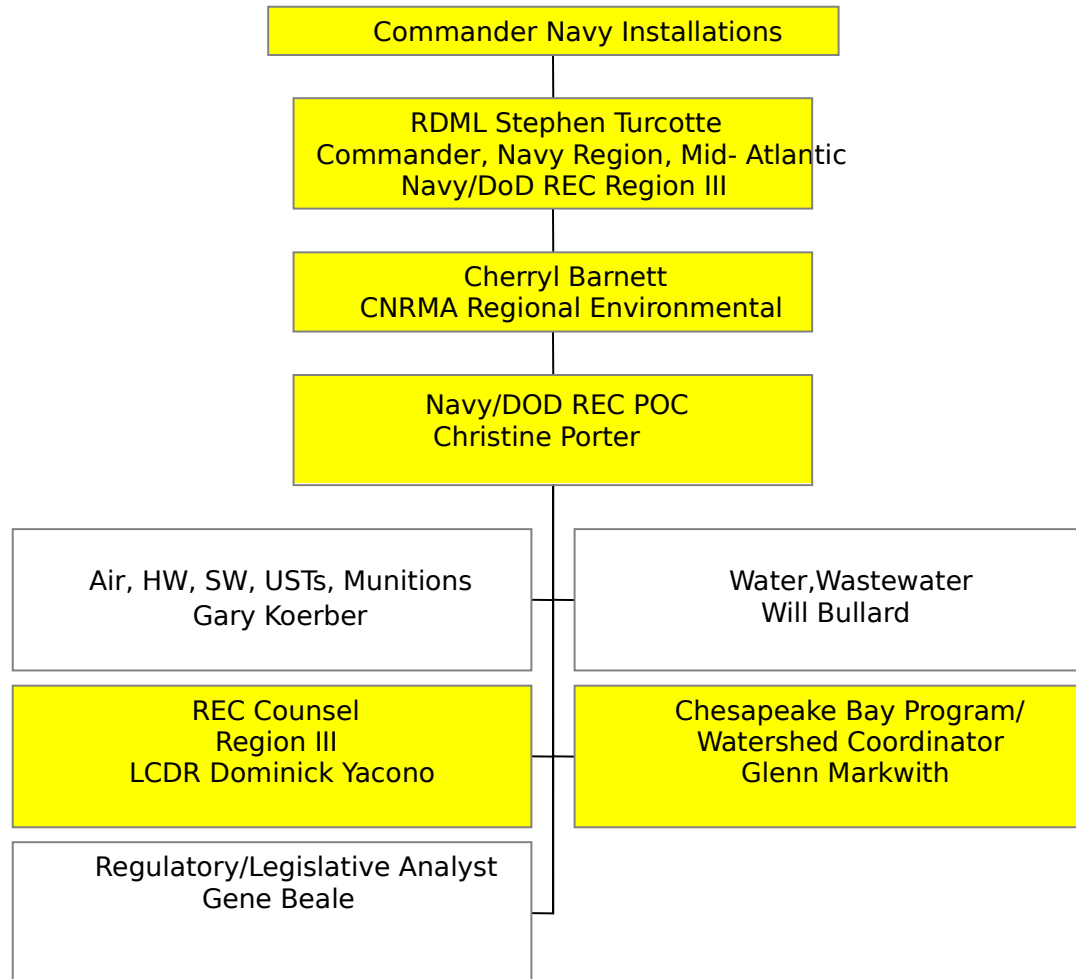 Commander Navy Installations
RDML Stephen Turcotte
Commander, Navy Region, Mid- Atlantic
Navy/DoD REC Region III
Cherryl Barnett
CNRMA Regional Environmental
Navy/DOD REC POC
Christine Porter
Air, HW, SW, USTs, Munitions
Gary Koerber
Water,Wastewater
Will Bullard
REC Counsel
Region III
LCDR Dominick Yacono
Chesapeake Bay Program/
Watershed Coordinator
Glenn Markwith
Regulatory/Legislative Analyst
Gene Beale